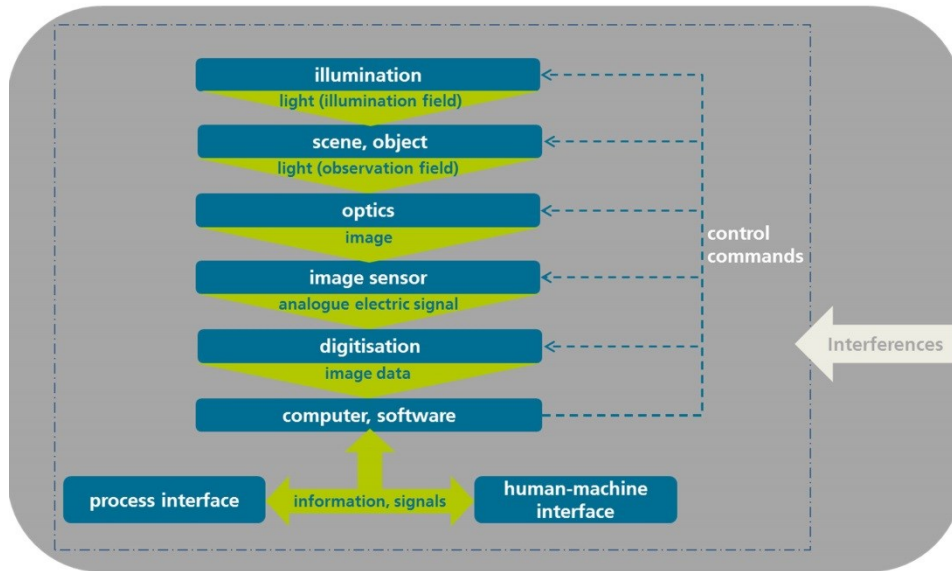 illumination
light (illumination field)
scene, object
light (observation field)
optics
image
control
commands
image sensor
analogue electric signal
digitisation
Interferences
image data
computer, software
process interface
information, signals
human-machine
interface